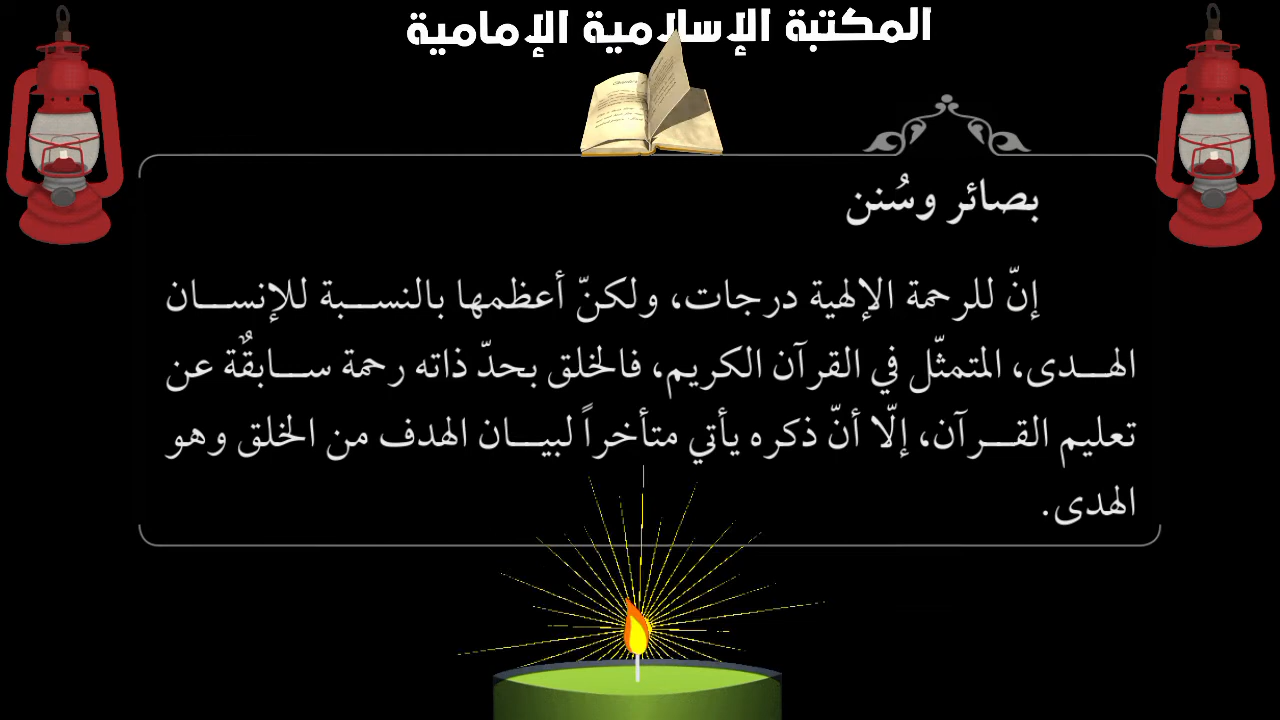 المكتبة الإسلامية الإمامية
بصائر وسُنن
إنّ للرحمة الإلهية درجات، ولكنّ أعظمها بالنسبة للإنسان
الهدى، المتمثّل في القرآن الكريم، فالخلق بحدّ ذاته رحمة سابقٌة عن
تعليم القرآن، إلّا أنّ ذكره يأتي متأخراً لبيان الهدف من الخلق وهو
الهدى.